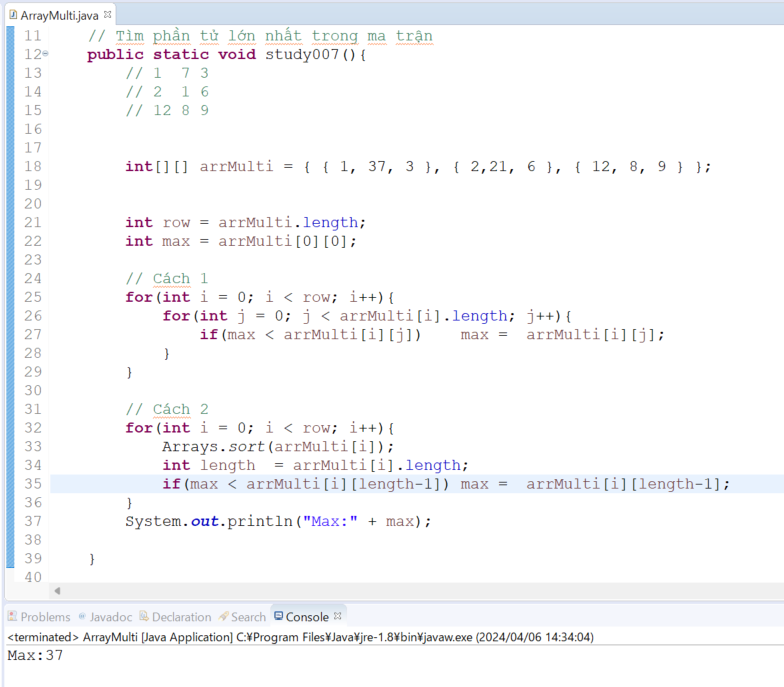 ArrayMulti.java
11 // Tìm phần tử lớn nhất trong ma trận
12 public static void study007(){
13 // 1  7 3
14 // 2  1 6
15 // 12 8 9
16
17
18 int[][] arrMulti = { { 1, 37, 3 }, { 2,21, 6 }, { 12, 8, 9 } };
19
20
21 int row = arrMulti.length;
22 int max = arrMulti[0][0];
23
24 // Cách 1
25 for(int i = 0; i < row; i++){
26 for(int j = 0; j < arrMulti[i].length; j++){
27 if(max < arrMulti[i][j])    max =  arrMulti[i][j];
28 }
29 }
30
31 // Cách 2
32 for(int i = 0; i < row; i++){
33 Arrays.sort(arrMulti[i]);
34 int length  = arrMulti[i].length;
35 if(max < arrMulti[i][length-1]) max =  arrMulti[i][length-1];
36 }
37 System.out.println("Max:" + max);
38
39 }
40
Problems Javadoc Declaration Search Console
<terminated> ArrayMulti [Java Application] C:¥Program Files¥Java¥jre-1.8¥bin¥javaw.exe (2024/04/06 14:34:04)
Max:37